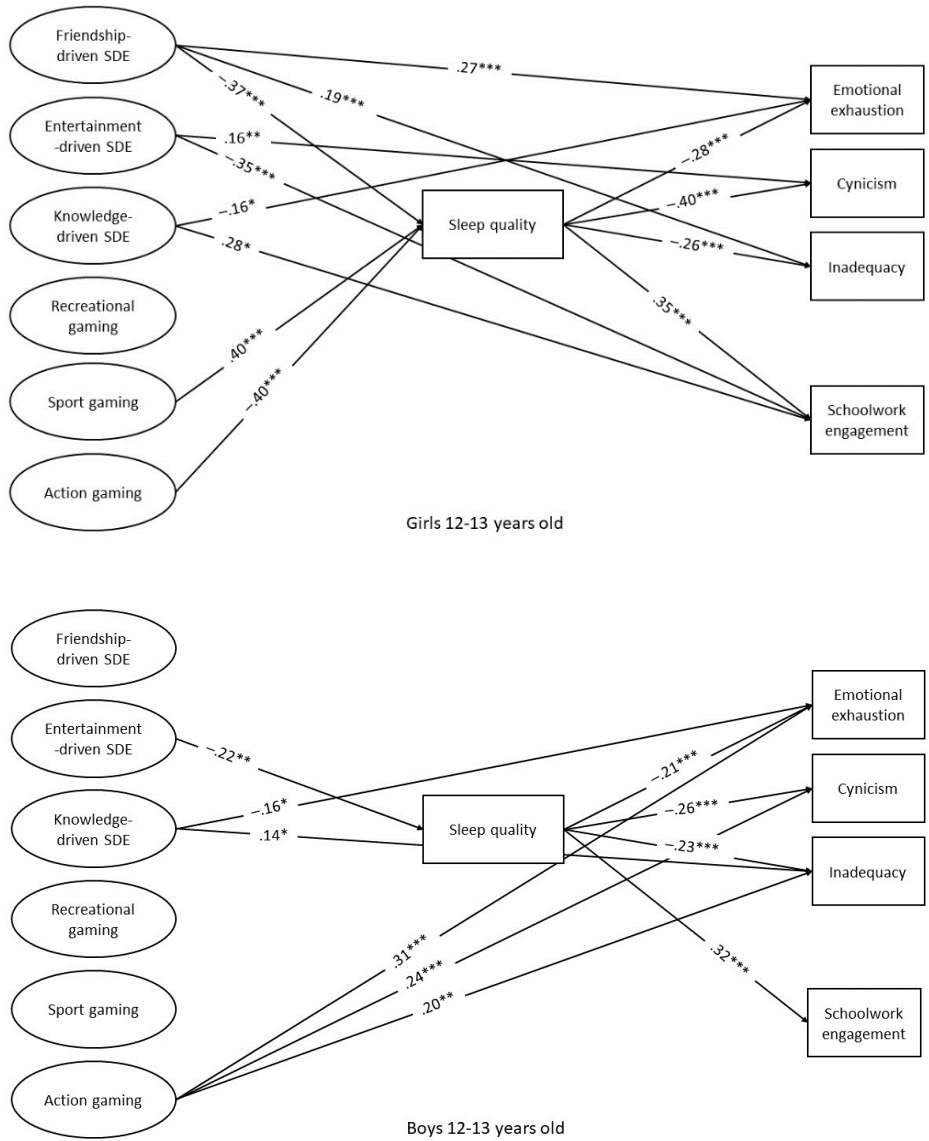 Friendship-
driven SDE
.27***
Emotional
exhaustion
−.37***
.19***
Entertainment
-driven SDE
.16**
−.35***
−.28***
Cynicism
Knowledge-
driven SDE
−.16*
.28*
Sleep quality
−.40***
−.26***
Inadequacy
Recreational
gaming
.35***
.40***
Sport gaming
−.40***
Schoolwork
engagement
Action gaming
Girls 12-13 years old
Friendship-
driven SDE
Emotional
exhaustion
Entertainment
-driven SDE
−.22**
−.21***
Cynicism
Knowledge-
driven SDE
−.16*
.14*
Sleep quality
−.26***
−.23***
Inadequacy
Recreational
gaming
.31***
.24***
.20**
.32***
Sport gaming
Schoolwork
engagement
Action gaming
Boys 12-13 years old